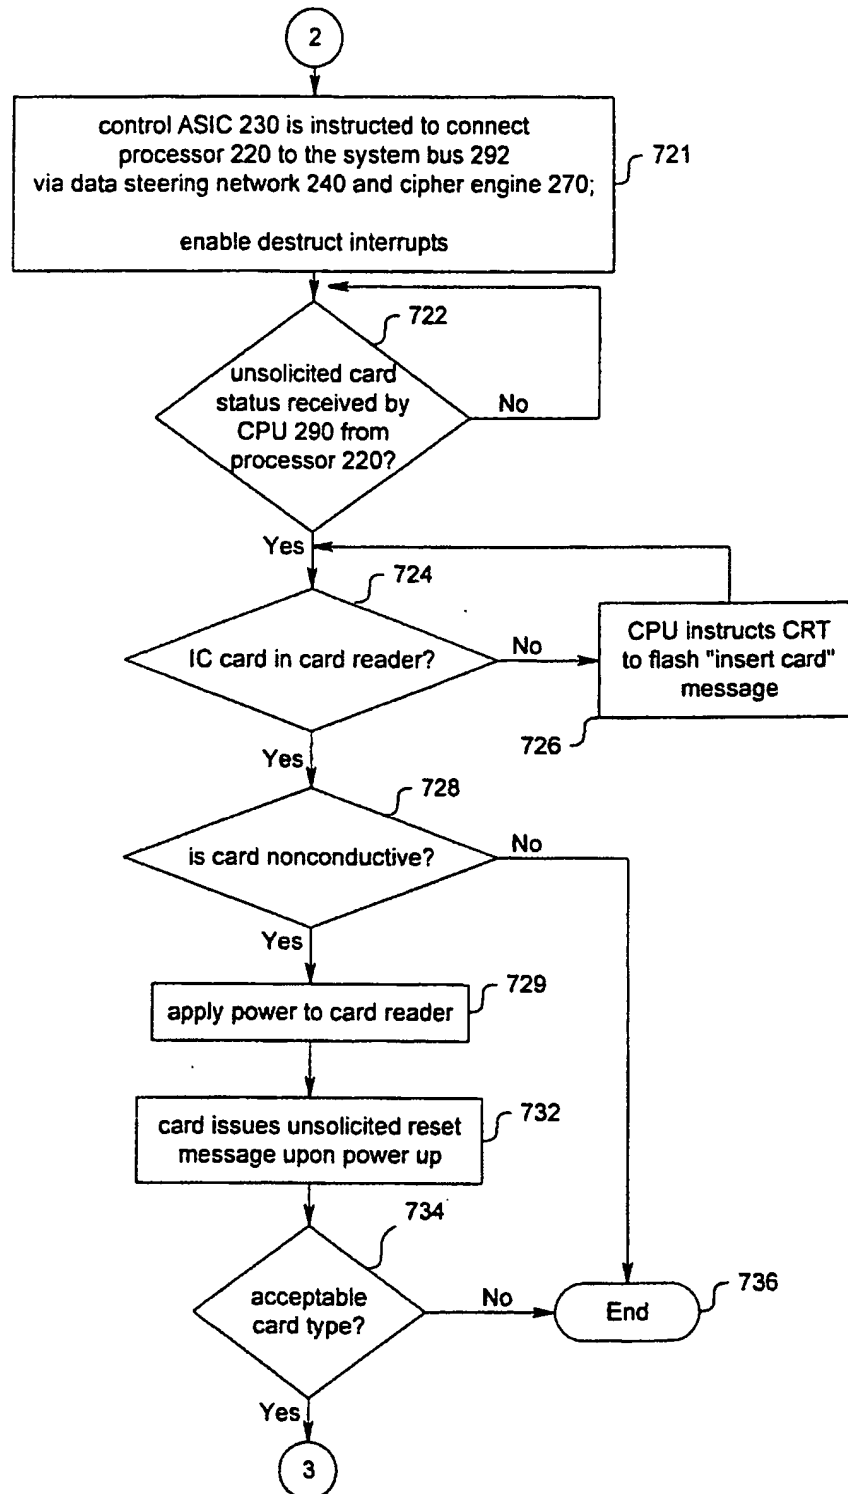 2
control ASIC 230 is instructed to connect
processor 220 to the system bus 292
via data steering network 240 and cipher engine 270;
enable destruct interrupts
721
722
unsolicited card
status received by
CPU 290 from
processor 220?
No
Yes
724
IC card in card reader?
No
CPU instructs CRT
to flash "insert card"
message
726
Yes
728
is card nonconductive?
No
Yes
729
apply power to card reader
732
card issues unsolicited reset
message upon power up
734
acceptable
card type?
No
End
736
Yes
3